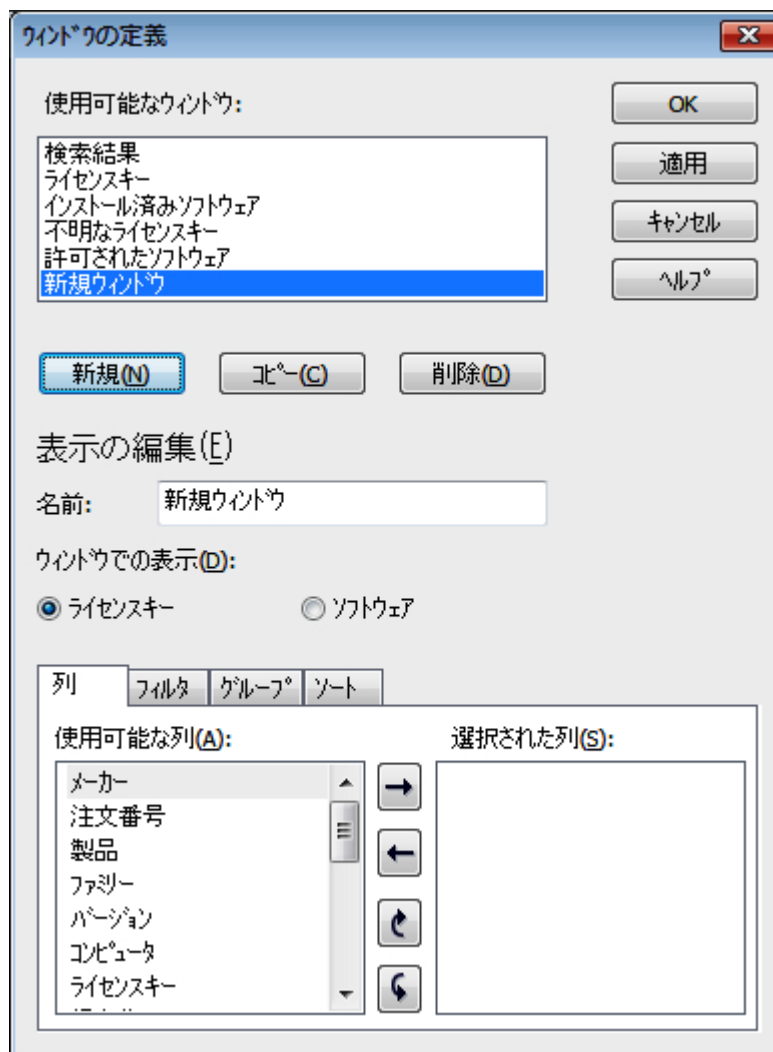 ウィンドウの定義
使用可能なウィンドウ:
検索結果
ライセンスキー
インストール済みソフトウェア
不明なライセンスキー
許可されたソフトウェア
新規ウィンドウ
OK
適用
キャンセル
ヘルプ
新規(N) コピー(C) 削除(D)
表示の編集(E)
名前: 新規ウィンドウ
ウィンドウでの表示(D):
ライセンスキー ソフトウェア
列 フィルタ グループ ソート
使用可能な列(A): 選択された列(S):
メーカー
注文番号
製品
ファミリー
バージョン
コンピュータ
ライセンスキー